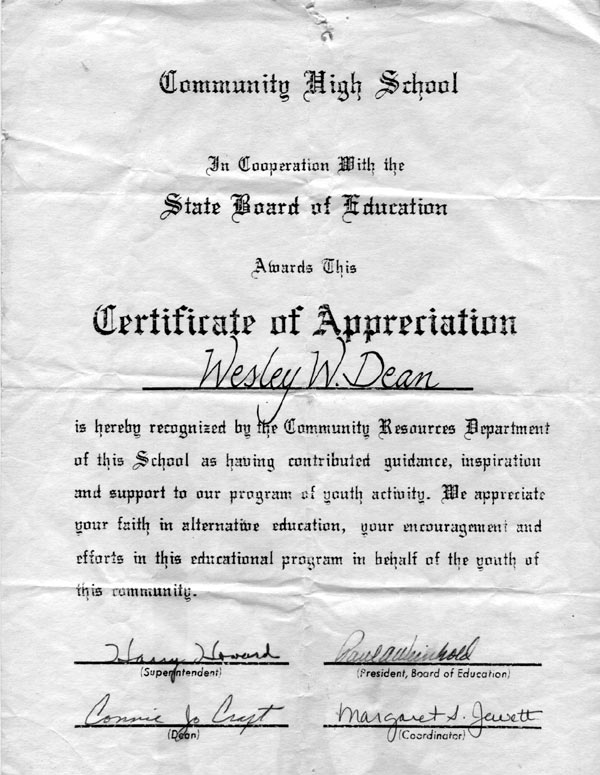 Community High School
In Cooperation With the
State Board of Education
Awards This
Certificate of Appreciation
Wesley W. Dean
is hereby recognized by the Community Resources Department
of this School as having contributed guidance, inspiration
and support to our program of youth activity. We appreciate
your faith in alternative education, your encouragement and
efforts in this educational program in behalf of the youth of
this community.
Harry Howard
(Superintendent)
(President, Board of Education)
Connie Jo Craft
(Dean)
Margaret S. Jewett
(Coordinator)